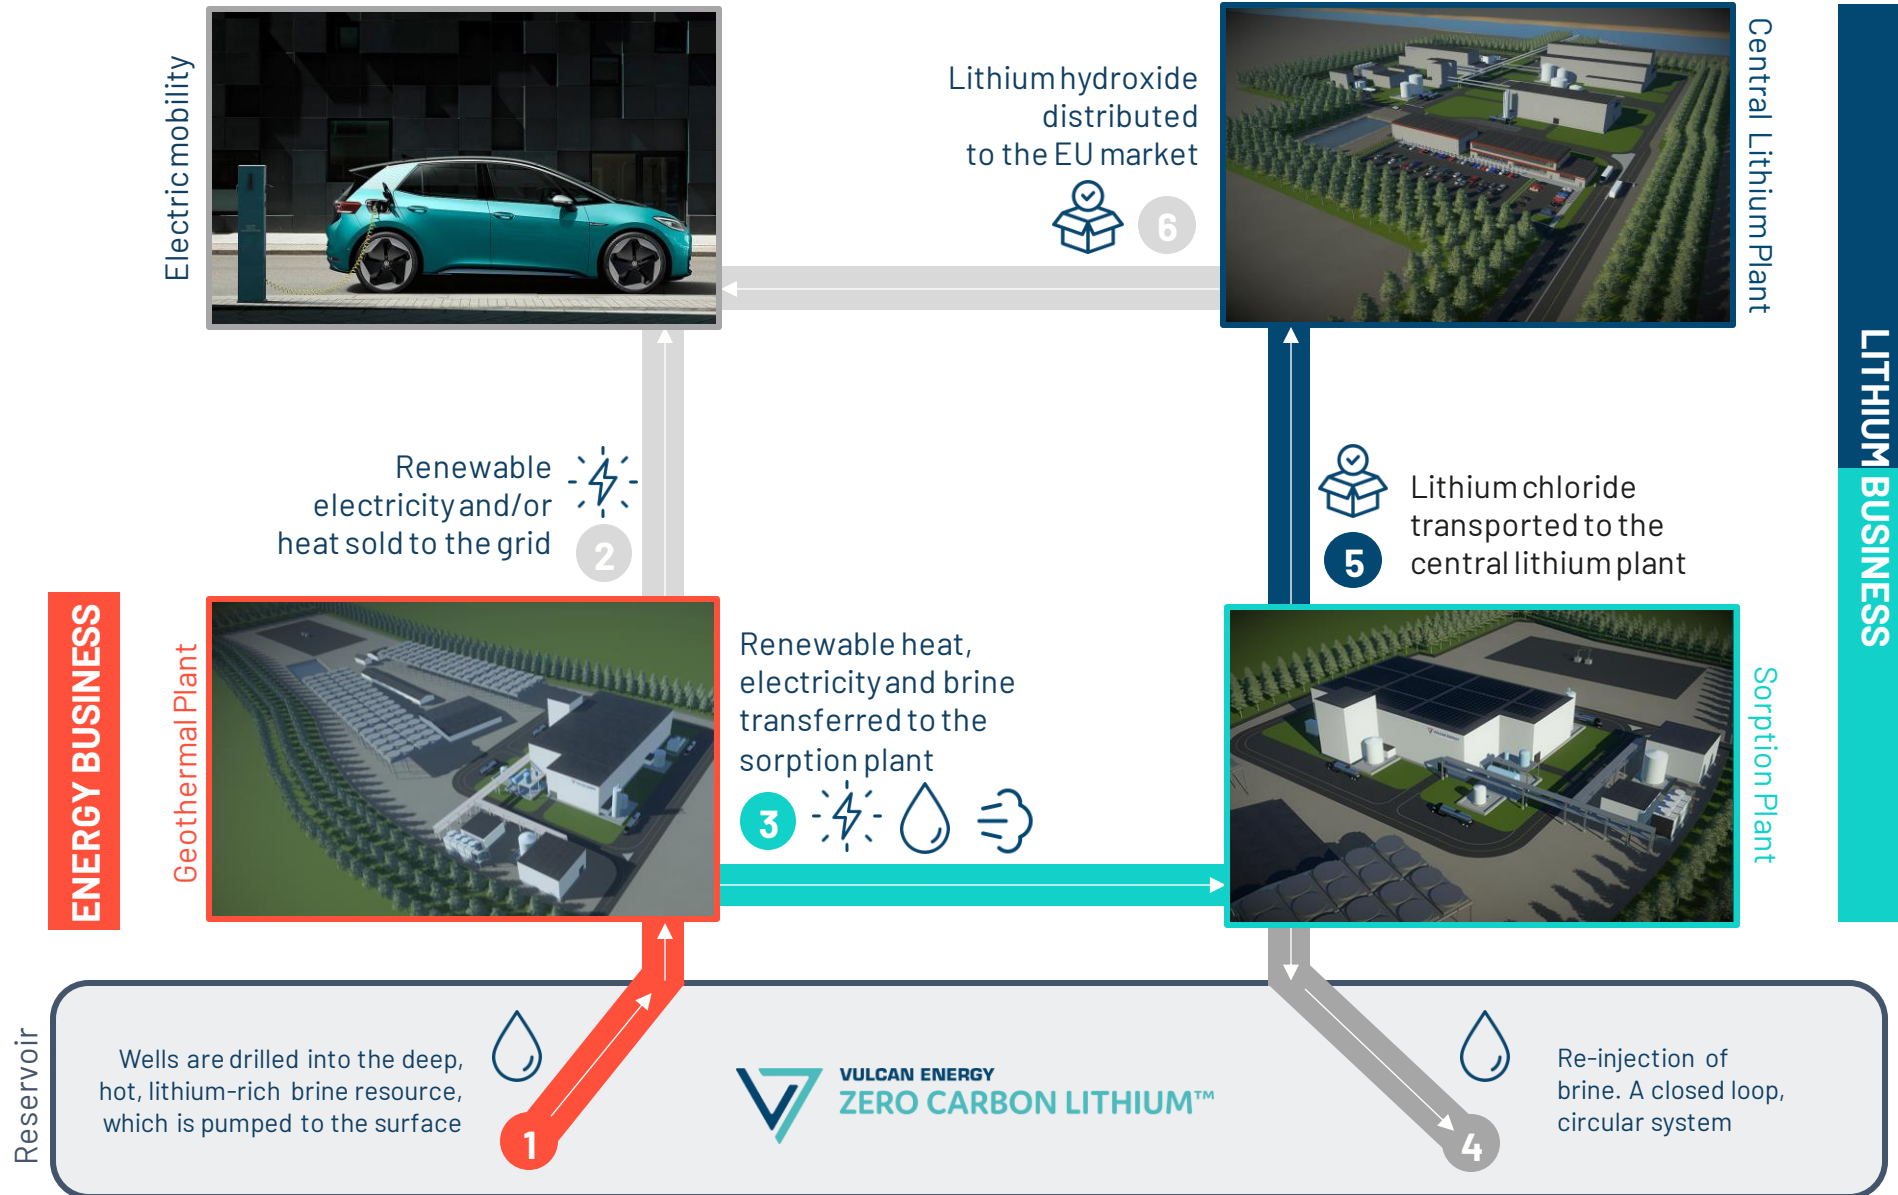 Electric mobility
Lithium hydroxide
distributed
to the EU market
6
Central Lithium Plant
LITHIUM BUSINESS
Renewable
electricity and/or
heat sold to the grid
2
Lithium chloride
transported to the
central lithium plant
5
ENERGY BUSINESS
Geothermal Plant
Renewable heat,
electricity and brine
transferred to the
sorption plant
3
VULCAN ENERGY
Sorption Plant
Reservoir
Wells are drilled into the deep,
hot, lithium-rich brine resource,
which is pumped to the surface
1
VULCAN ENERGY
ZERO CARBON LITHIUM™
4
Re-injection of
brine. A closed loop,
circular system